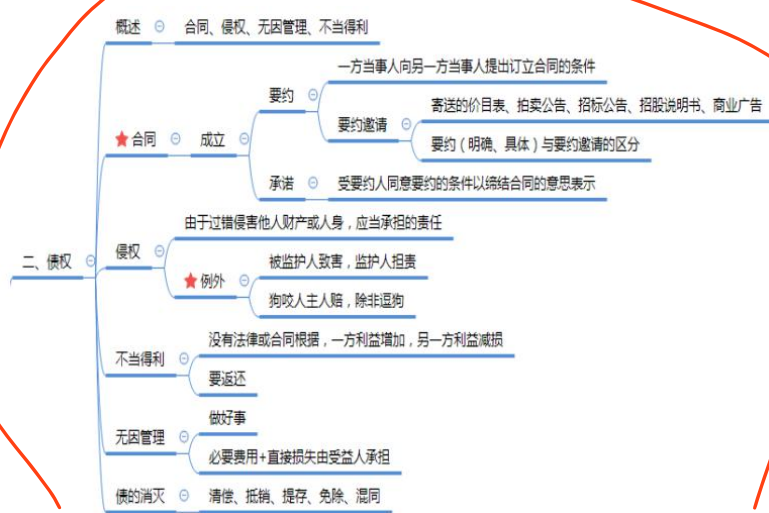 二、债权
概述
合同、侵权、无因管理、不当得利
合同
成立
要约
一方当事人向另一方当事人提出订立合同的条件
要约邀请
寄送的价目表、拍卖公告、招标公告、招股说明书、商业广告
要约（明确、具体）与要约邀请的区分
承诺
受要约人同意要约的条件以缔结合同的意思表示
侵权
由于过错侵害他人财产或人身，应当承担的责任
例外
被监护人致害，监护人担责
狗咬人主人赔，除非逗狗
不当得利
没有法律或合同根据，一方利益增加，另一方利益减损
要返还
无因管理
做好事
必要费用+直接损失由受益人承担
债的消灭
清偿、抵销、提存、免除、混同